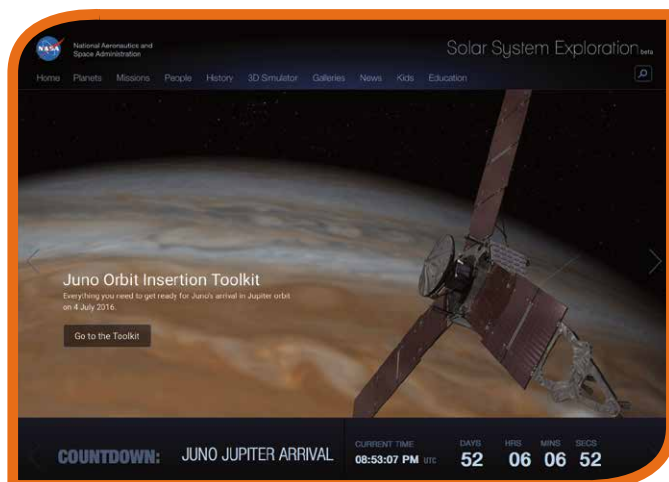 NASA
National Aeronautics and
Space Administration
Solar System Exploration beta
Home Planets Missions People History 3D Simulator Galleries News Kids Education
Juno Orbit Insertion Toolkit
Everything you need to get ready for Juno's arrival in Jupiter orbit
on 4 July 2016.
Go to the Toolkit
COUNTDOWN: JUNO JUPITER ARRIVAL
CURRENT TIME
08:53:07 PM UTC
DAYS HRS MINS SECS
52 06 06 52